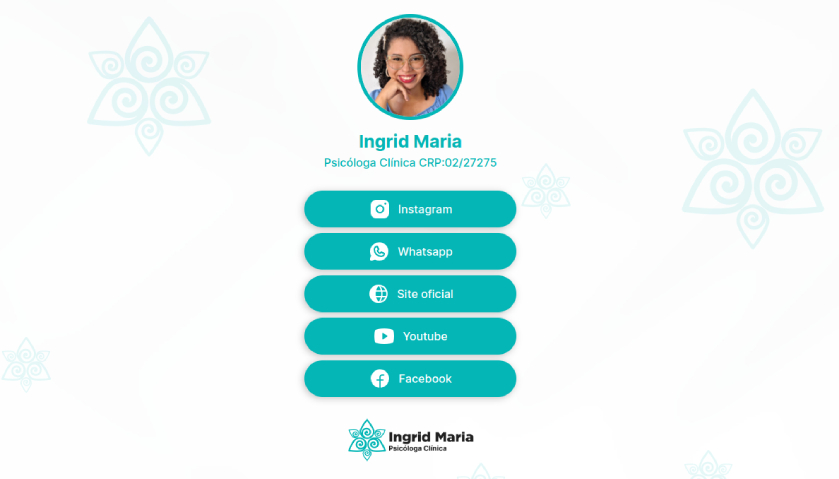 Ingrid Maria
Psicóloga Clínica CRP:02/27275
Instagram
Whatsapp
Site oficial
Youtube
Facebook
Ingrid Maria
Psicóloga Clínica